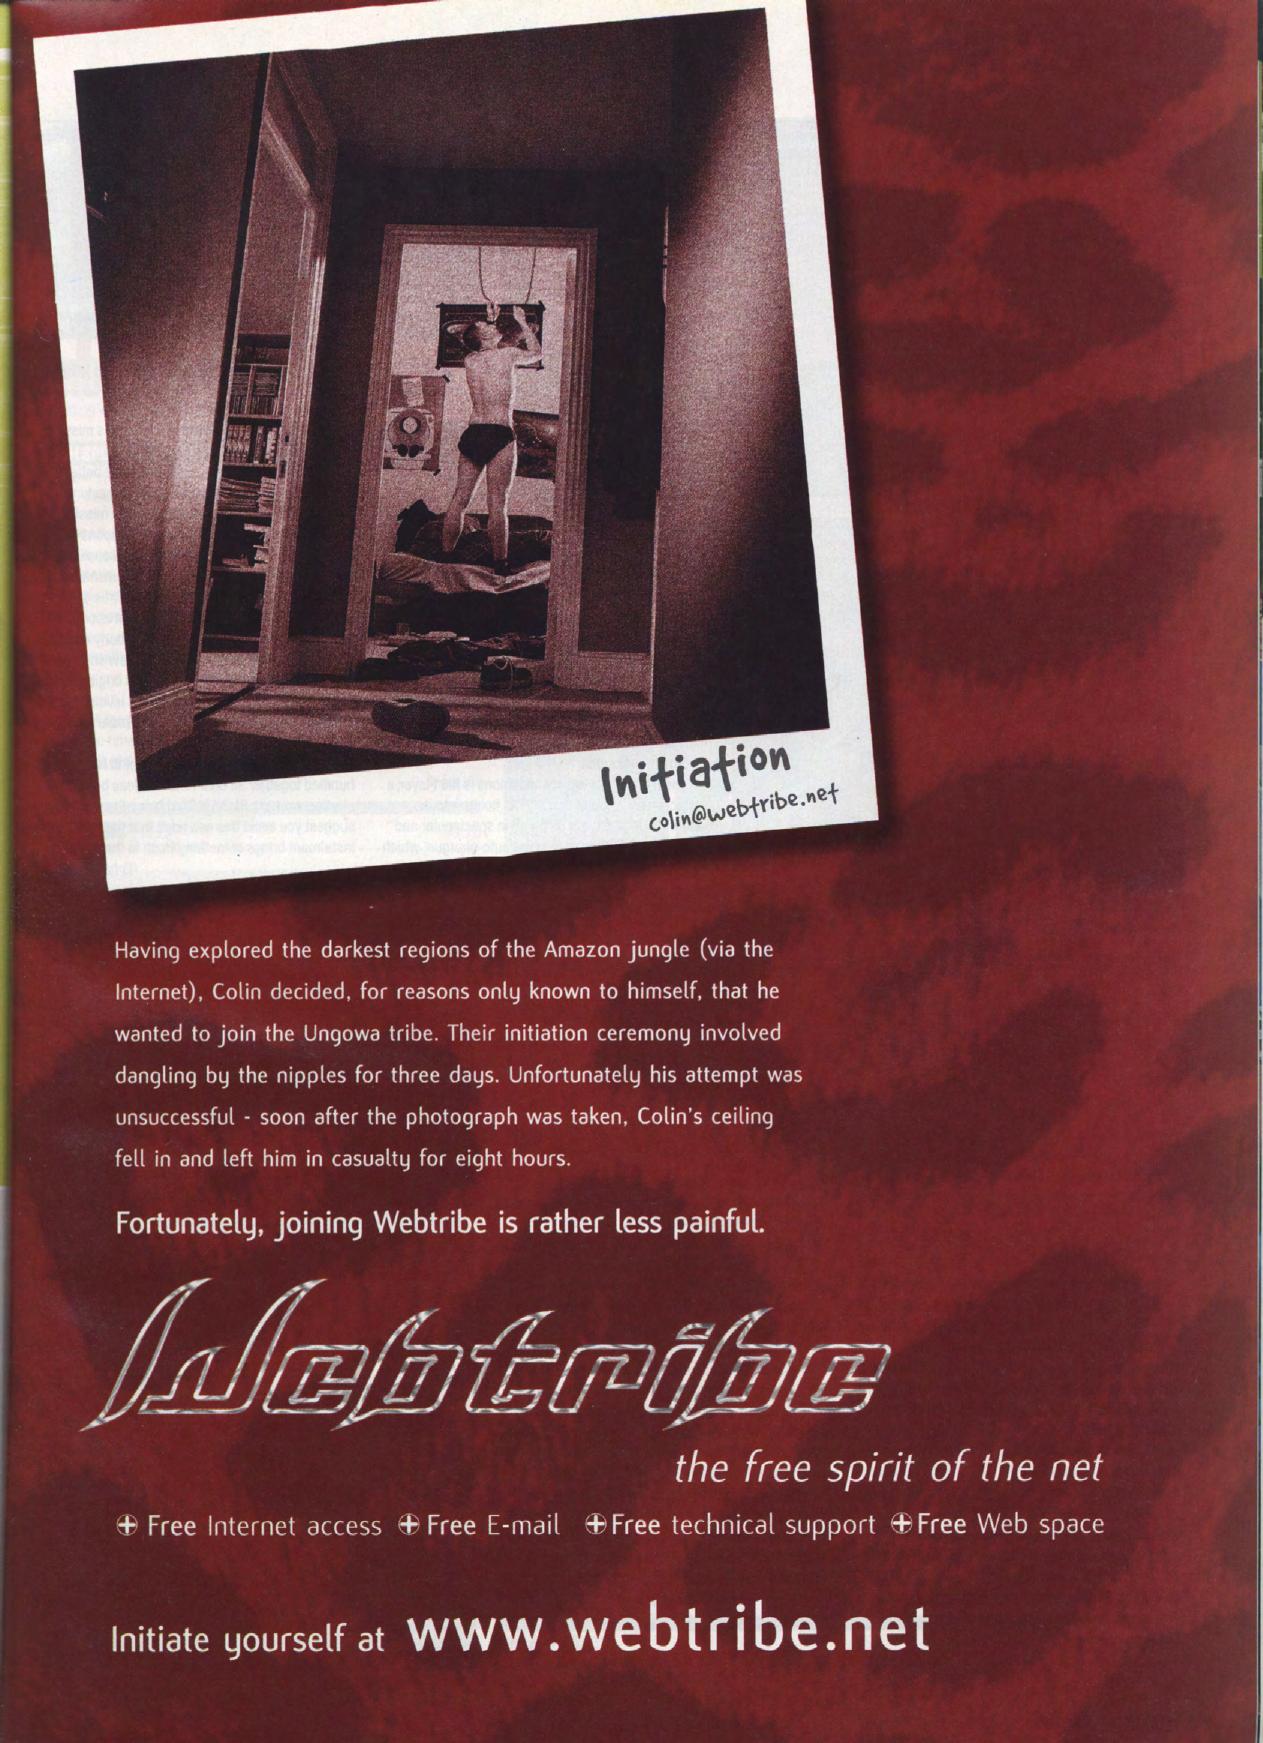 Initiation
colin@webtribe.net
Having explored the darkest regions of the Amazon jungle (via the
Internet), Colin decided, for reasons only known to himself, that he
wanted to join the Ungowa tribe. Their initiation ceremony involved
dangling by the nipples for three days. Unfortunately his attempt was
unsuccessful - soon after the photograph was taken, Colin's ceiling
fell in and left him in casualty for eight hours.
Fortunately, joining Webtribe is rather less painful.
Webtribe
the free spirit of the net
Free Internet access Free E-mail Free technical support Free Web space
Initiate yourself at www.webtribe.net